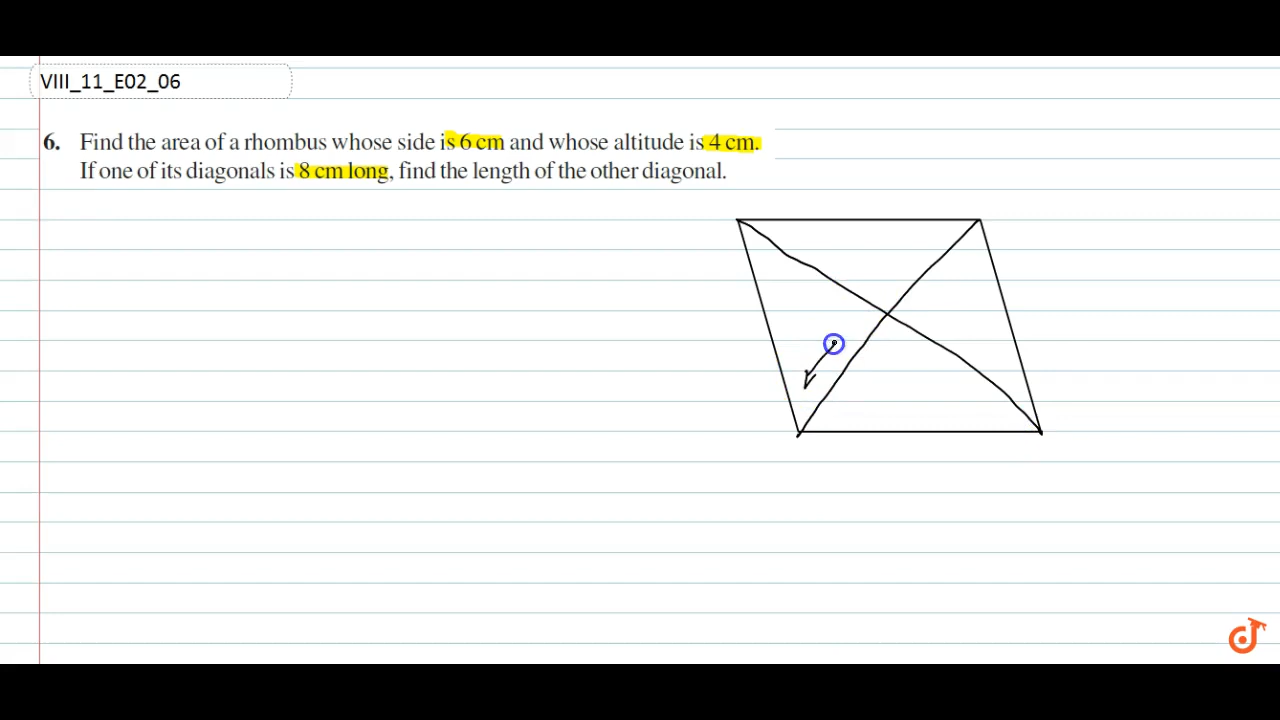 VIII_11_E02_06
6. Find the area of a rhombus whose side is 6 cm and whose altitude is 4 cm.
If one of its diagonals is 8 cm long, find the length of the other diagonal.